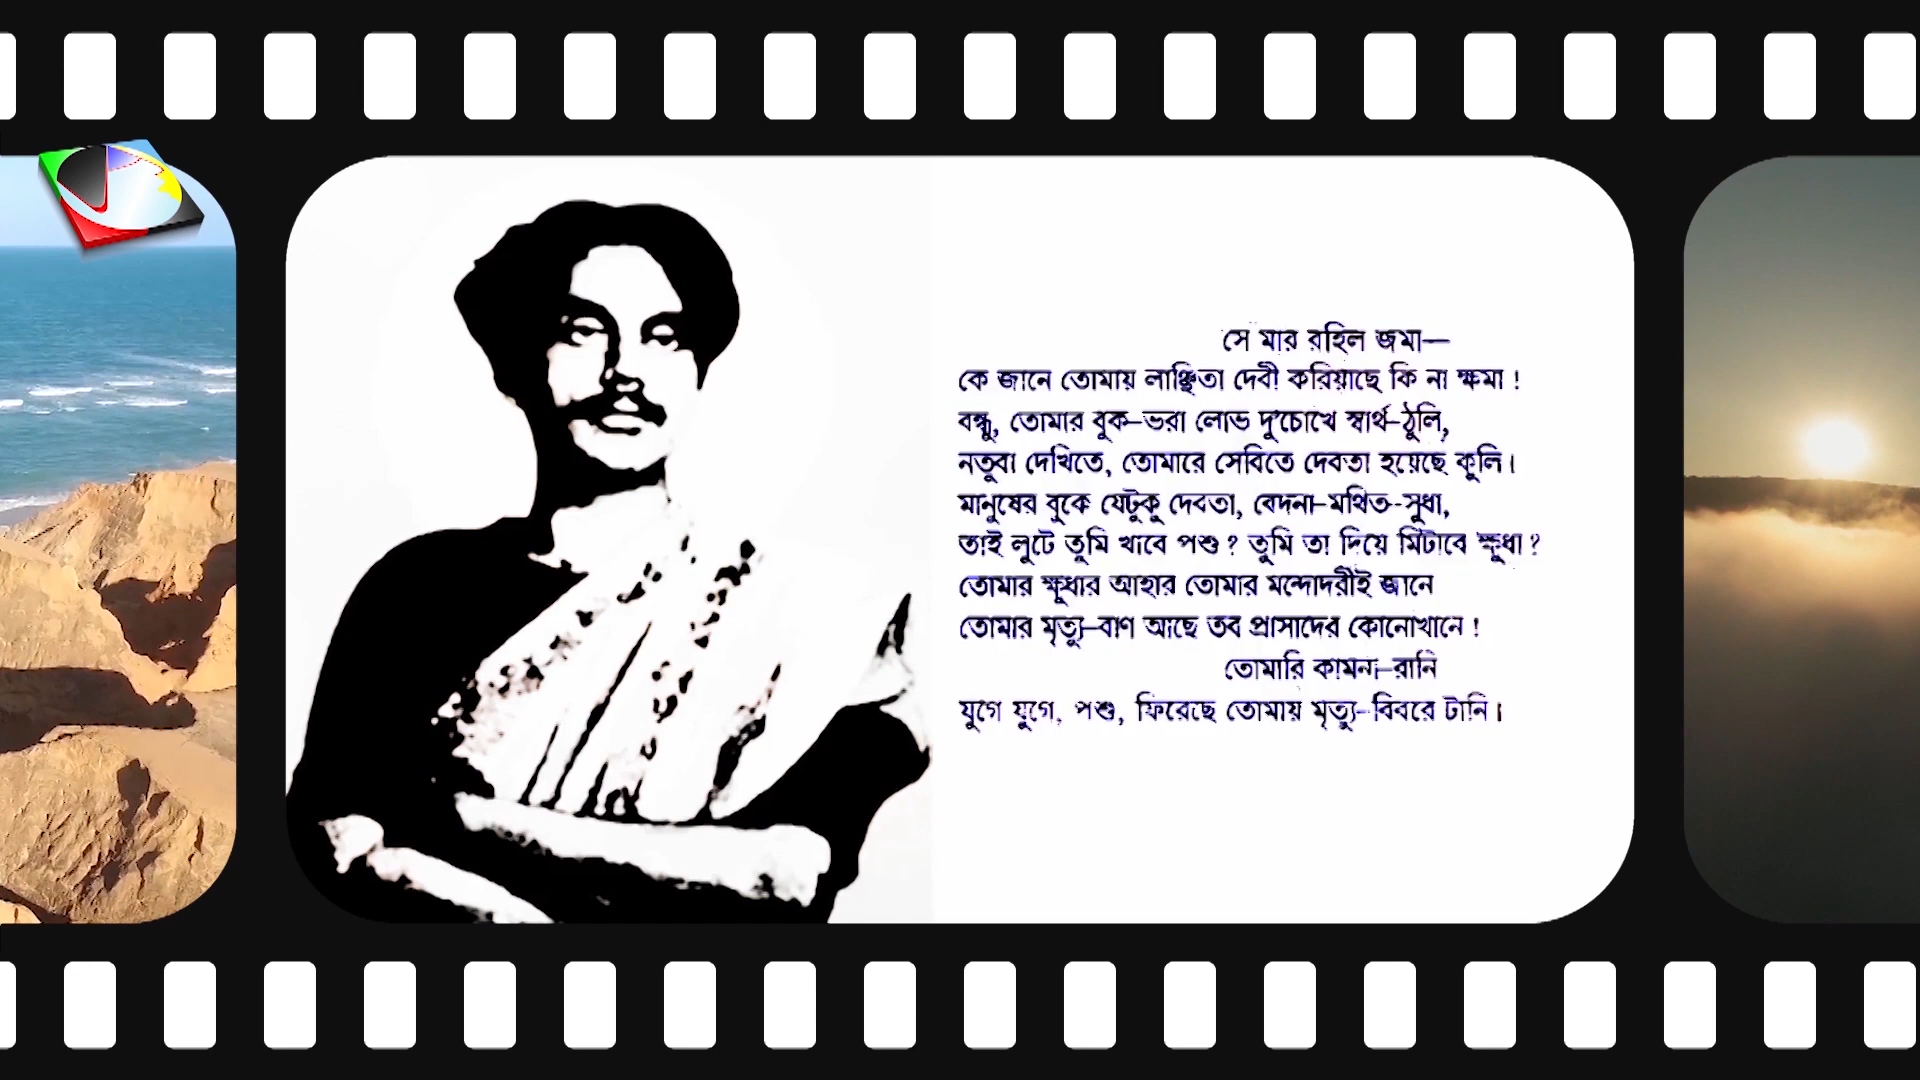 সে মার রহিল জমা—
কে জানে তোমায় লাঞ্ছিতা দেবী করিয়াছে কি না ক্ষমা !
বন্ধু, তোমার বুক–ভরা লোভ দু'চোখে স্বার্থ–ঠুলি,
নতুবা দেখিতে, তোমারে সেবিতে দেবতা হয়েছে কুলি।
মানুষের বুকে যেটুকু দেবতা, বেদনা–মথিত-সুধা,
তাই লুটে তুমি খাবে পশু ? তুমি তা দিয়ে মিটাবে ক্ষুধা ?
তোমার ক্ষুধার আহার তোমার মন্দোদরীই জানে
তোমার মৃত্যু–বাণ আছে তব প্রাসাদের কোনোখানে !
তোমারি কামনা–রানি
যুগে যুগে, পশু, ফিরেছে তোমায় মৃত্যু–বিবরে টানি।